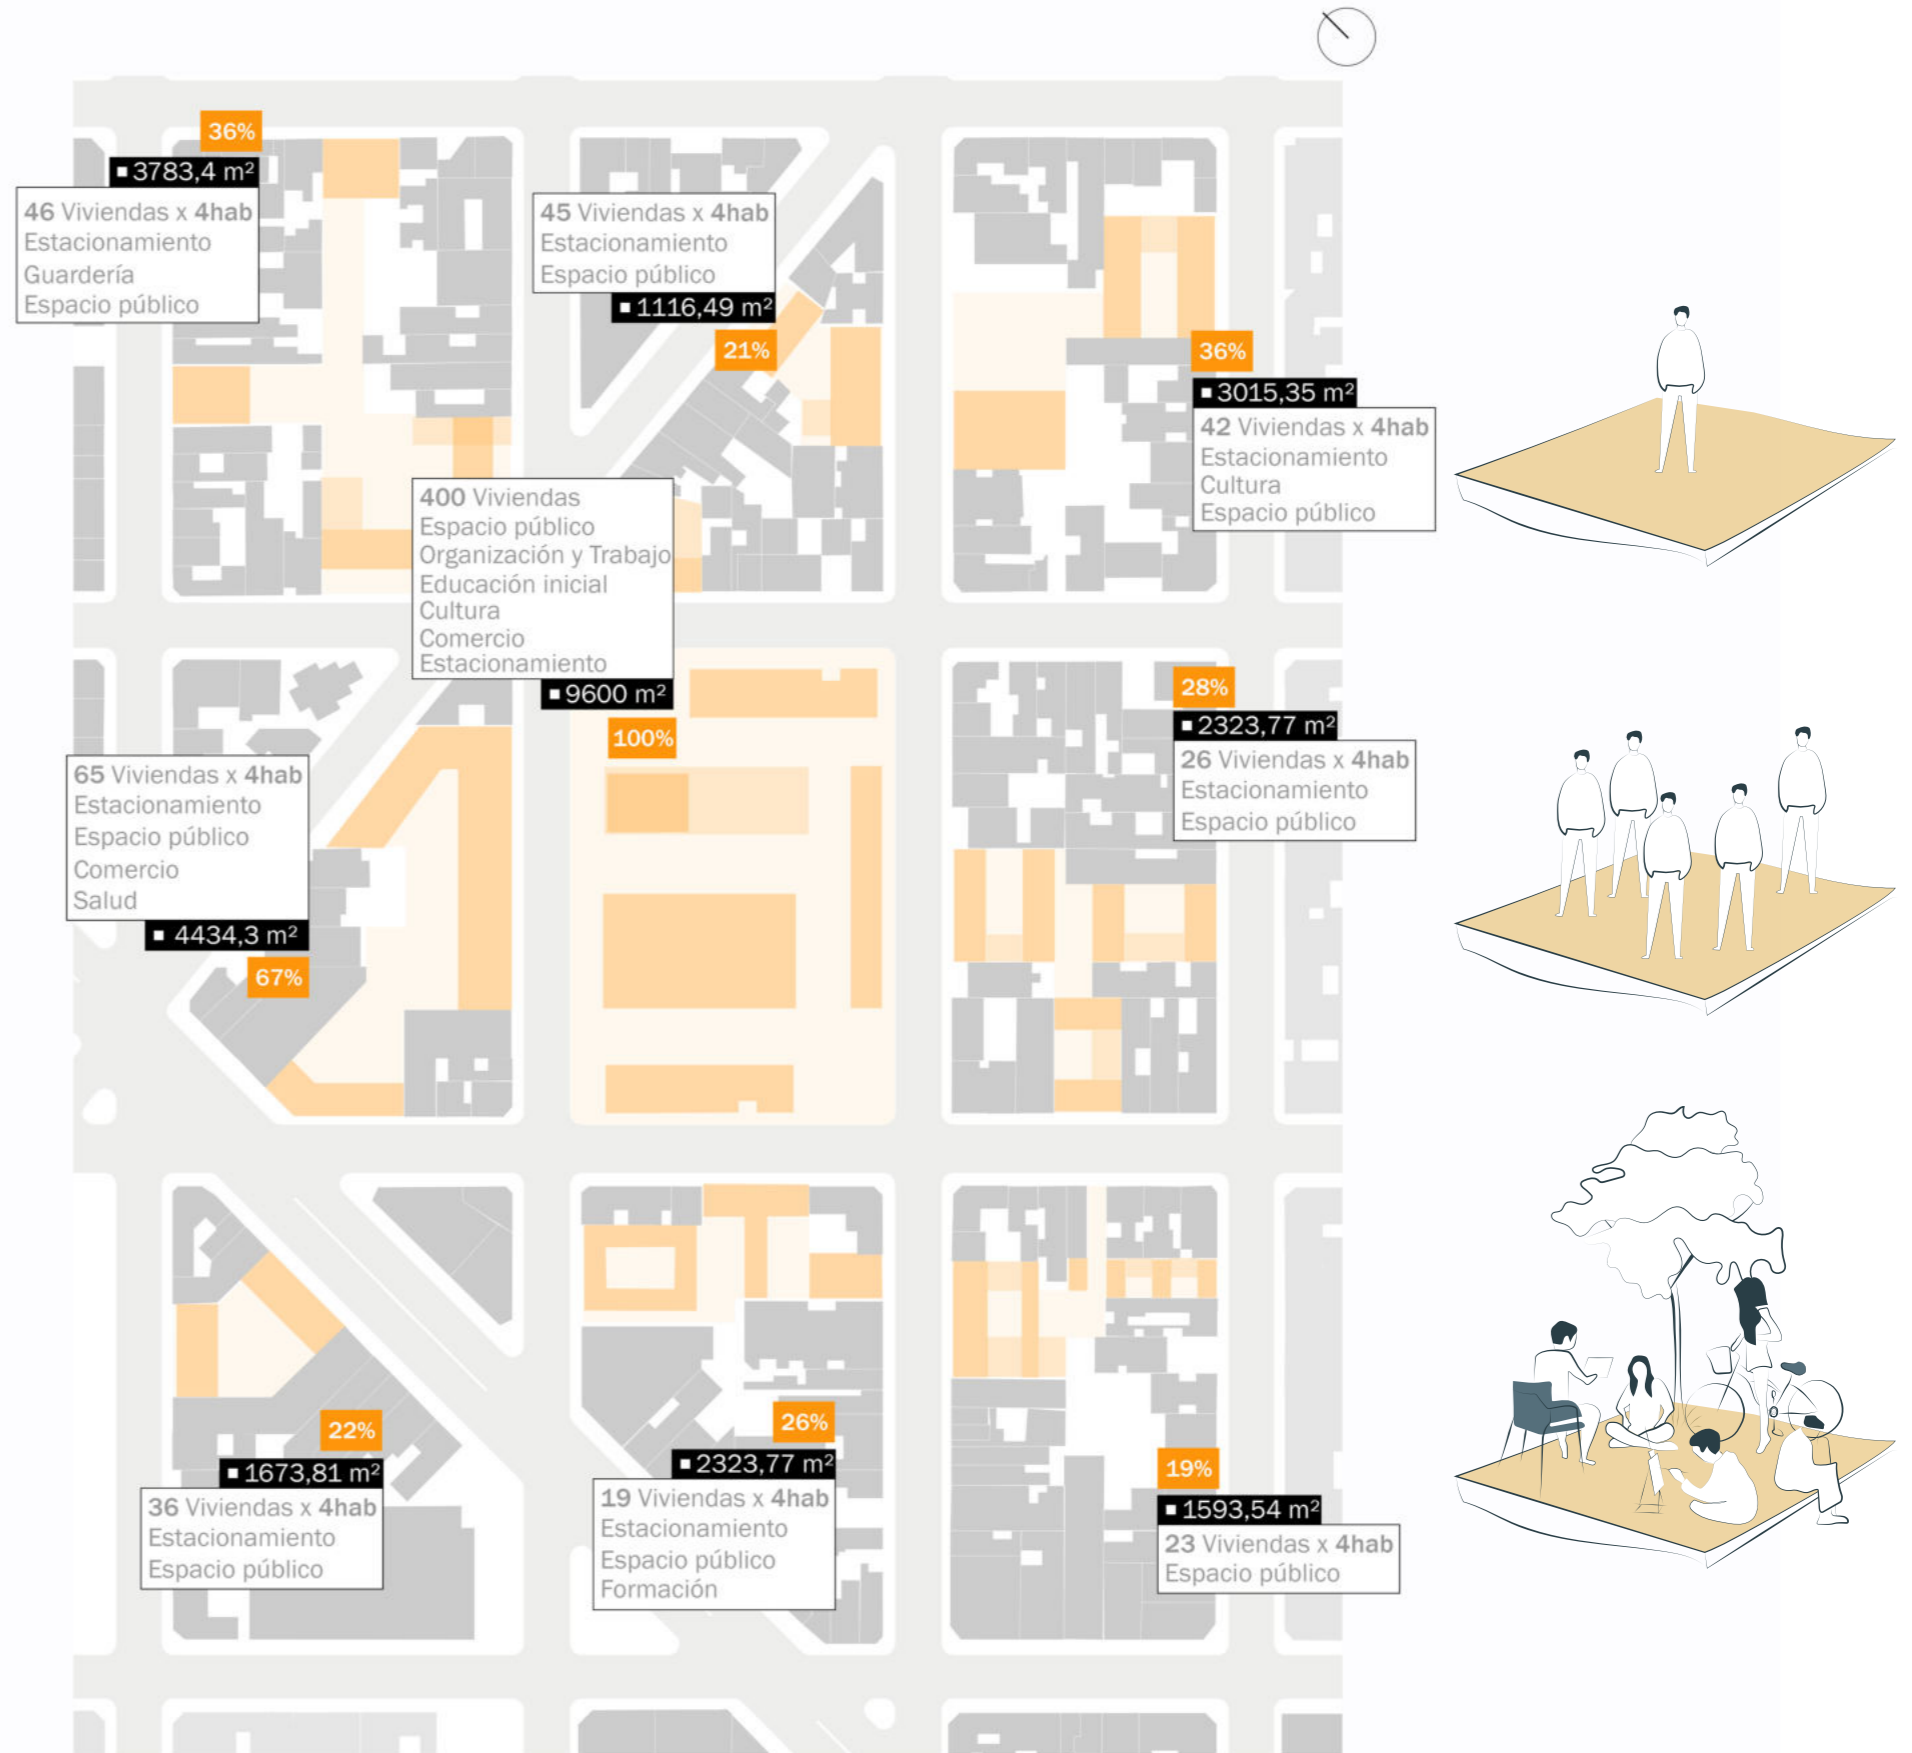 36%
3783,4 m²
46 Viviendas x 4hab
Estacionamiento
Guardería
Espacio público
45 Viviendas x 4hab
Estacionamiento
Espacio público
1116,49 m²
21%
36%
3015,35 m²
42 Viviendas x 4hab
Estacionamiento
Cultura
Espacio público
400 Viviendas
Espacio público
Organización y Trabajo
Educación inicial
Cultura
Comercio
Estacionamiento
9600 m²
100%
28%
2323,77 m²
26 Viviendas x 4hab
Estacionamiento
Espacio público
65 Viviendas x 4hab
Estacionamiento
Espacio público
Comercio
Salud
4434,3 m²
67%
22%
1673,81 m²
36 Viviendas x 4hab
Estacionamiento
Espacio público
26%
2323,77 m²
19 Viviendas x 4hab
Estacionamiento
Espacio público
Formación
19%
1593,54 m²
23 Viviendas x 4hab
Espacio público